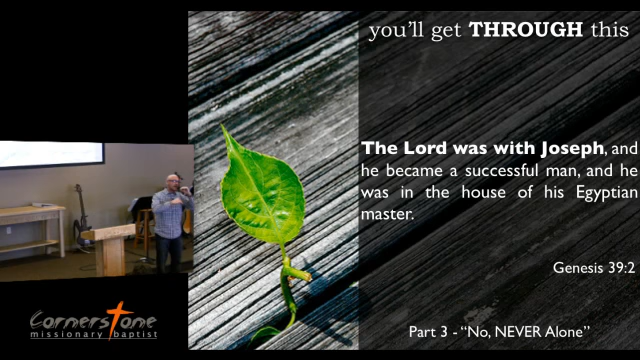 you'll get THROUGH this
The Lord was with Joseph, and
he became a successful man, and he
was in the house of his Egyptian
master.
Genesis 39:2
Part 3 - “No, NEVER Alone”
Cornerstone
missionary baptist